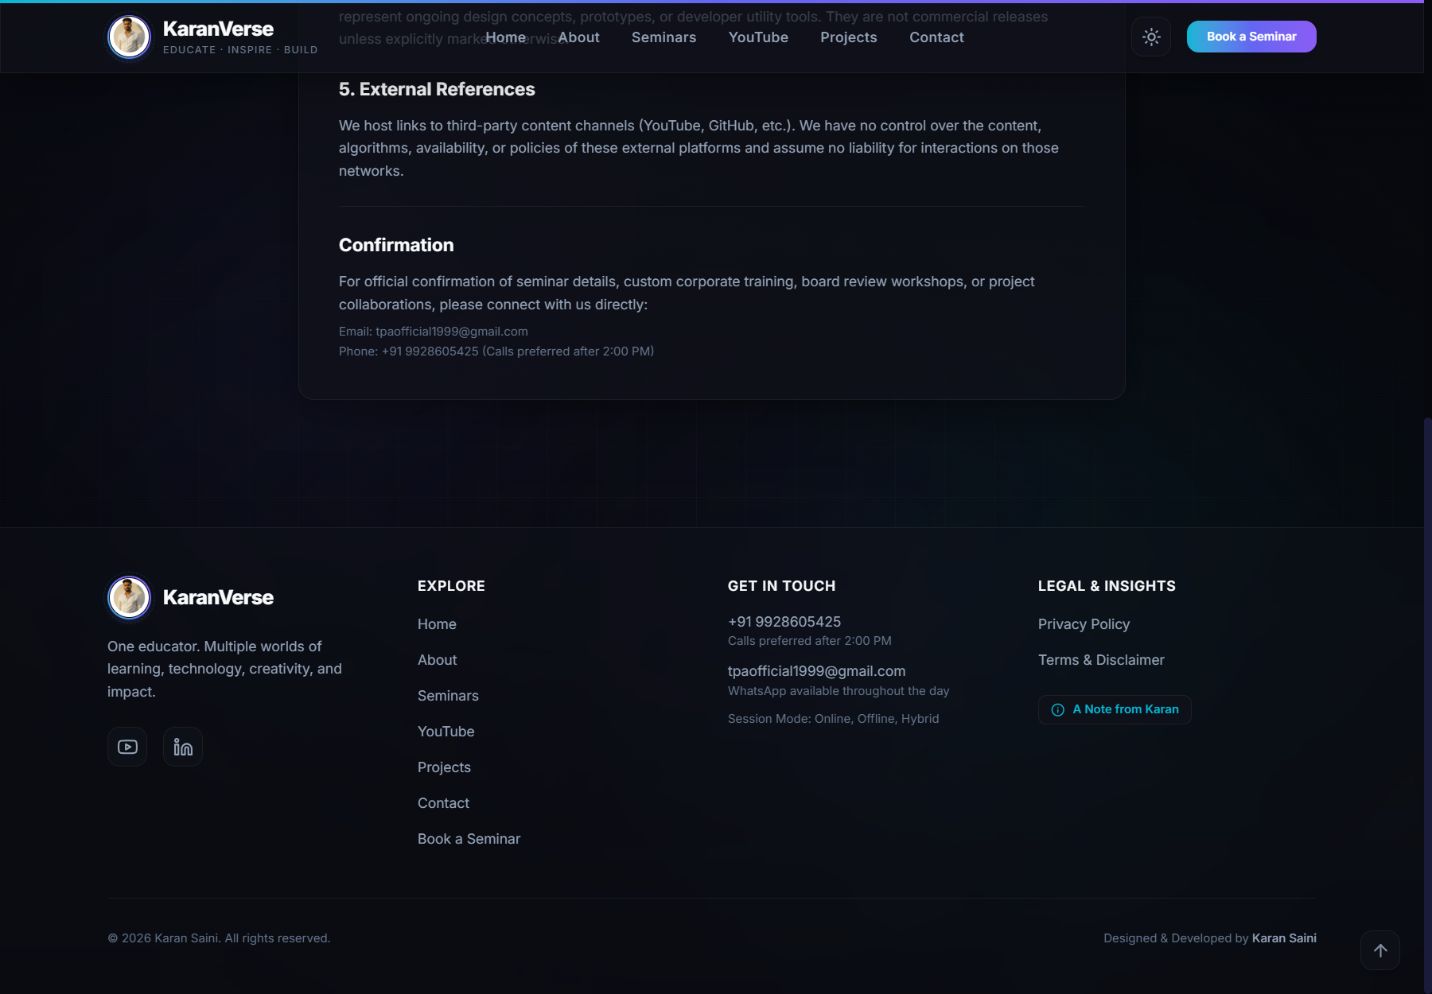 represent ongoing design concepts, prototypes, or developer utility tools. They are not commercial releases
unless explicitly marked otherwise.
KaranVerse
EDUCATE · INSPIRE · BUILD
Home
About
Seminars
YouTube
Projects
Contact
Book a Seminar
5. External References
We host links to third-party content channels (YouTube, GitHub, etc.). We have no control over the content,
algorithms, availability, or policies of these external platforms and assume no liability for interactions on those
networks.
Confirmation
For official confirmation of seminar details, custom corporate training, board review workshops, or project
collaborations, please connect with us directly:
Email: tpaofficial1999@gmail.com
Phone: +91 9928605425 (Calls preferred after 2:00 PM)
KaranVerse
One educator. Multiple worlds of
learning, technology, creativity, and
impact.
EXPLORE
Home
About
Seminars
YouTube
Projects
Contact
Book a Seminar
GET IN TOUCH
+91 9928605425
Calls preferred after 2:00 PM
tpaofficial1999@gmail.com
WhatsApp available throughout the day
Session Mode: Online, Offline, Hybrid
LEGAL & INSIGHTS
Privacy Policy
Terms & Disclaimer
A Note from Karan
© 2026 Karan Saini. All rights reserved.
Designed & Developed by Karan Saini